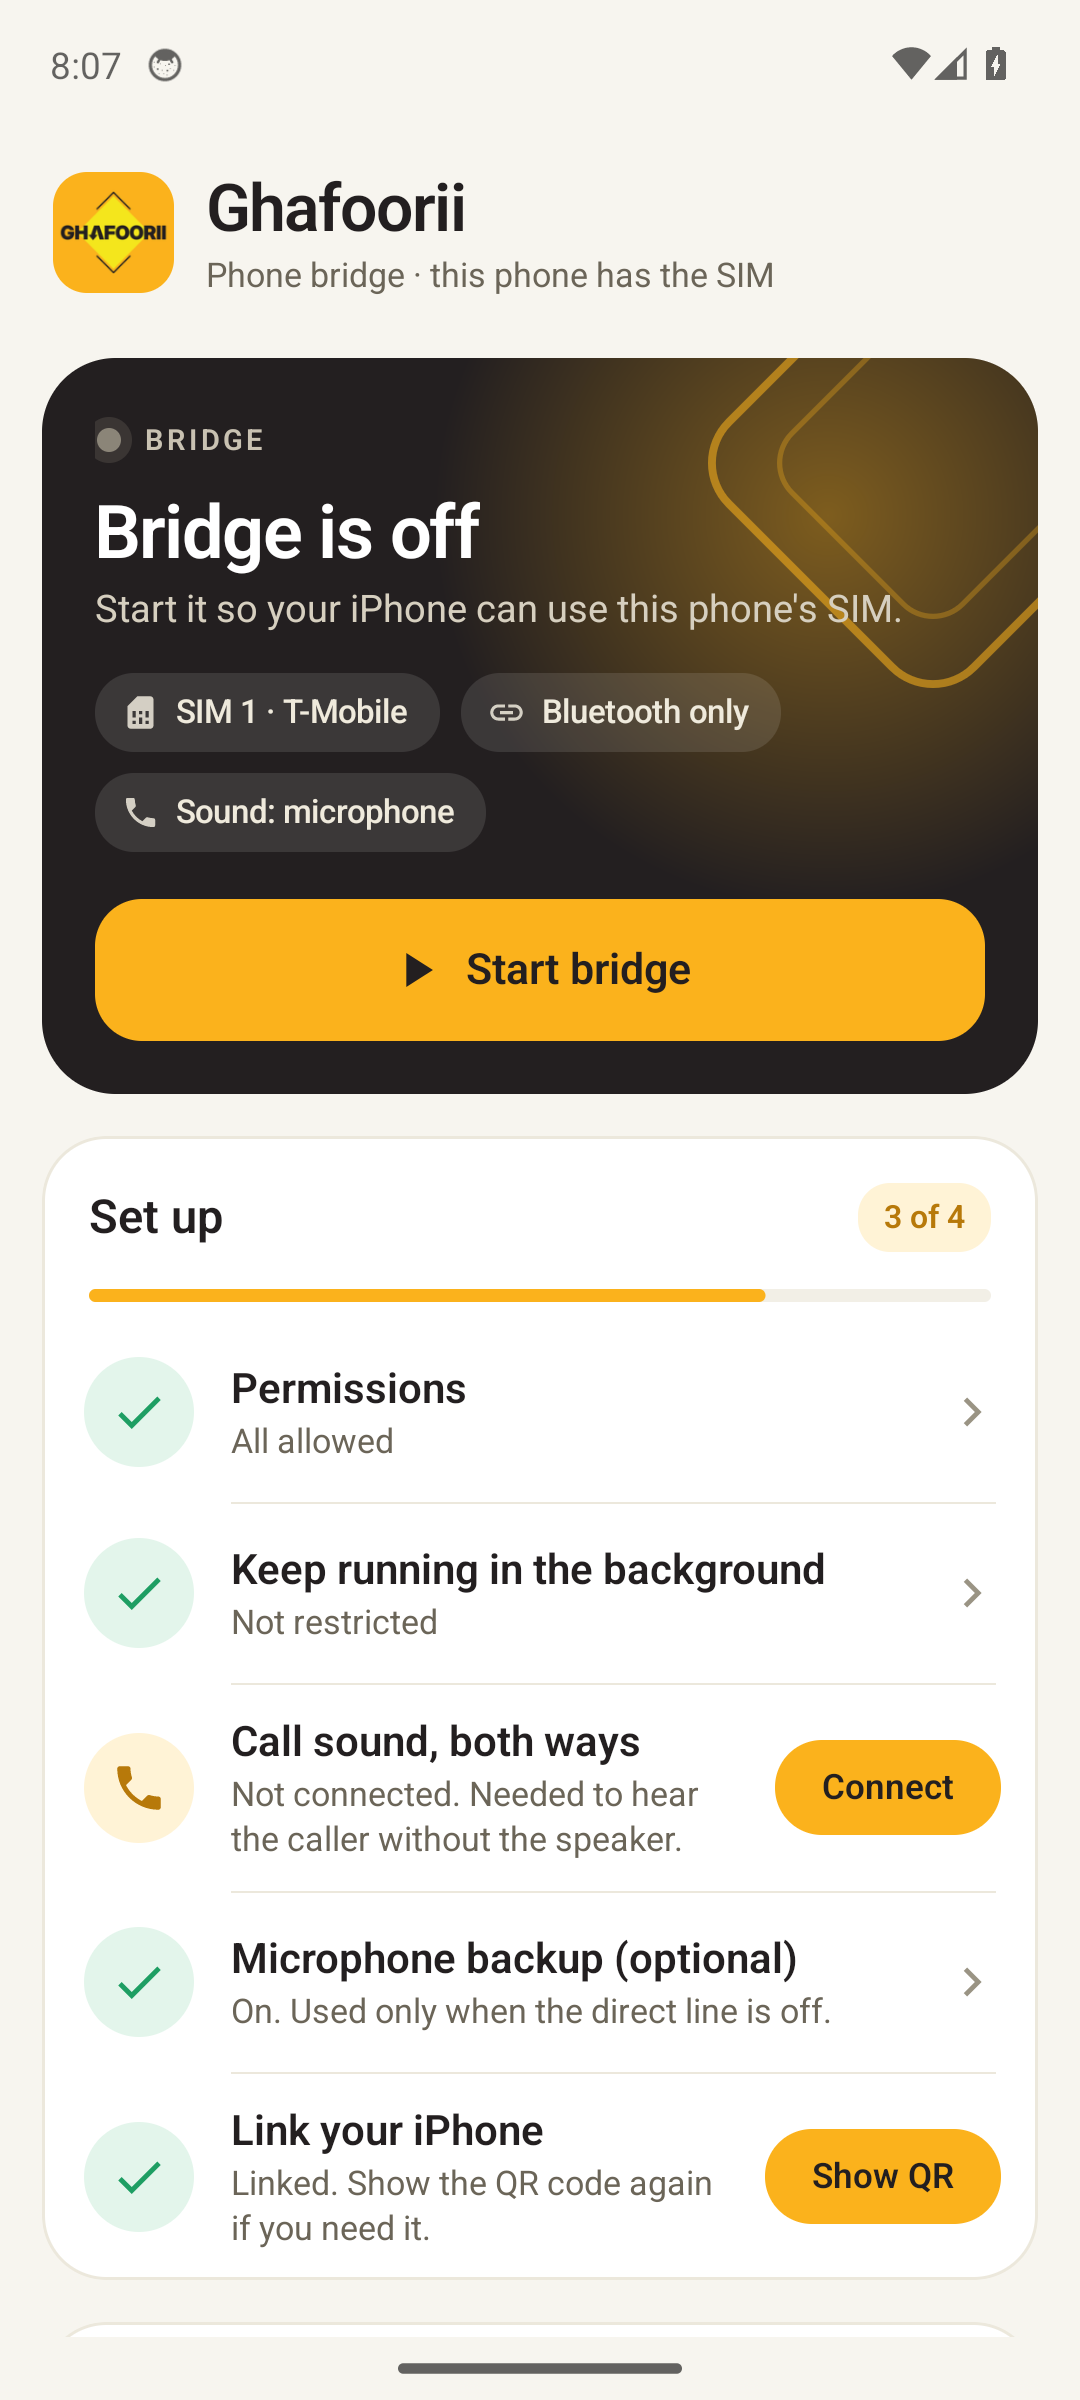 8:07
GHAFOORII
Ghafoorii
Phone bridge · this phone has the SIM
BRIDGE
Bridge is off
Start it so your iPhone can use this phone's SIM.
SIM 1 · T-Mobile
Bluetooth only
Sound: microphone
Start bridge
Set up
3 of 4
Permissions
All allowed
Keep running in the background
Not restricted
Call sound, both ways
Not connected. Needed to hear
the caller without the speaker.
Connect
Microphone backup (optional)
On. Used only when the direct line is off.
Link your iPhone
Linked. Show the QR code again
if you need it.
Show QR